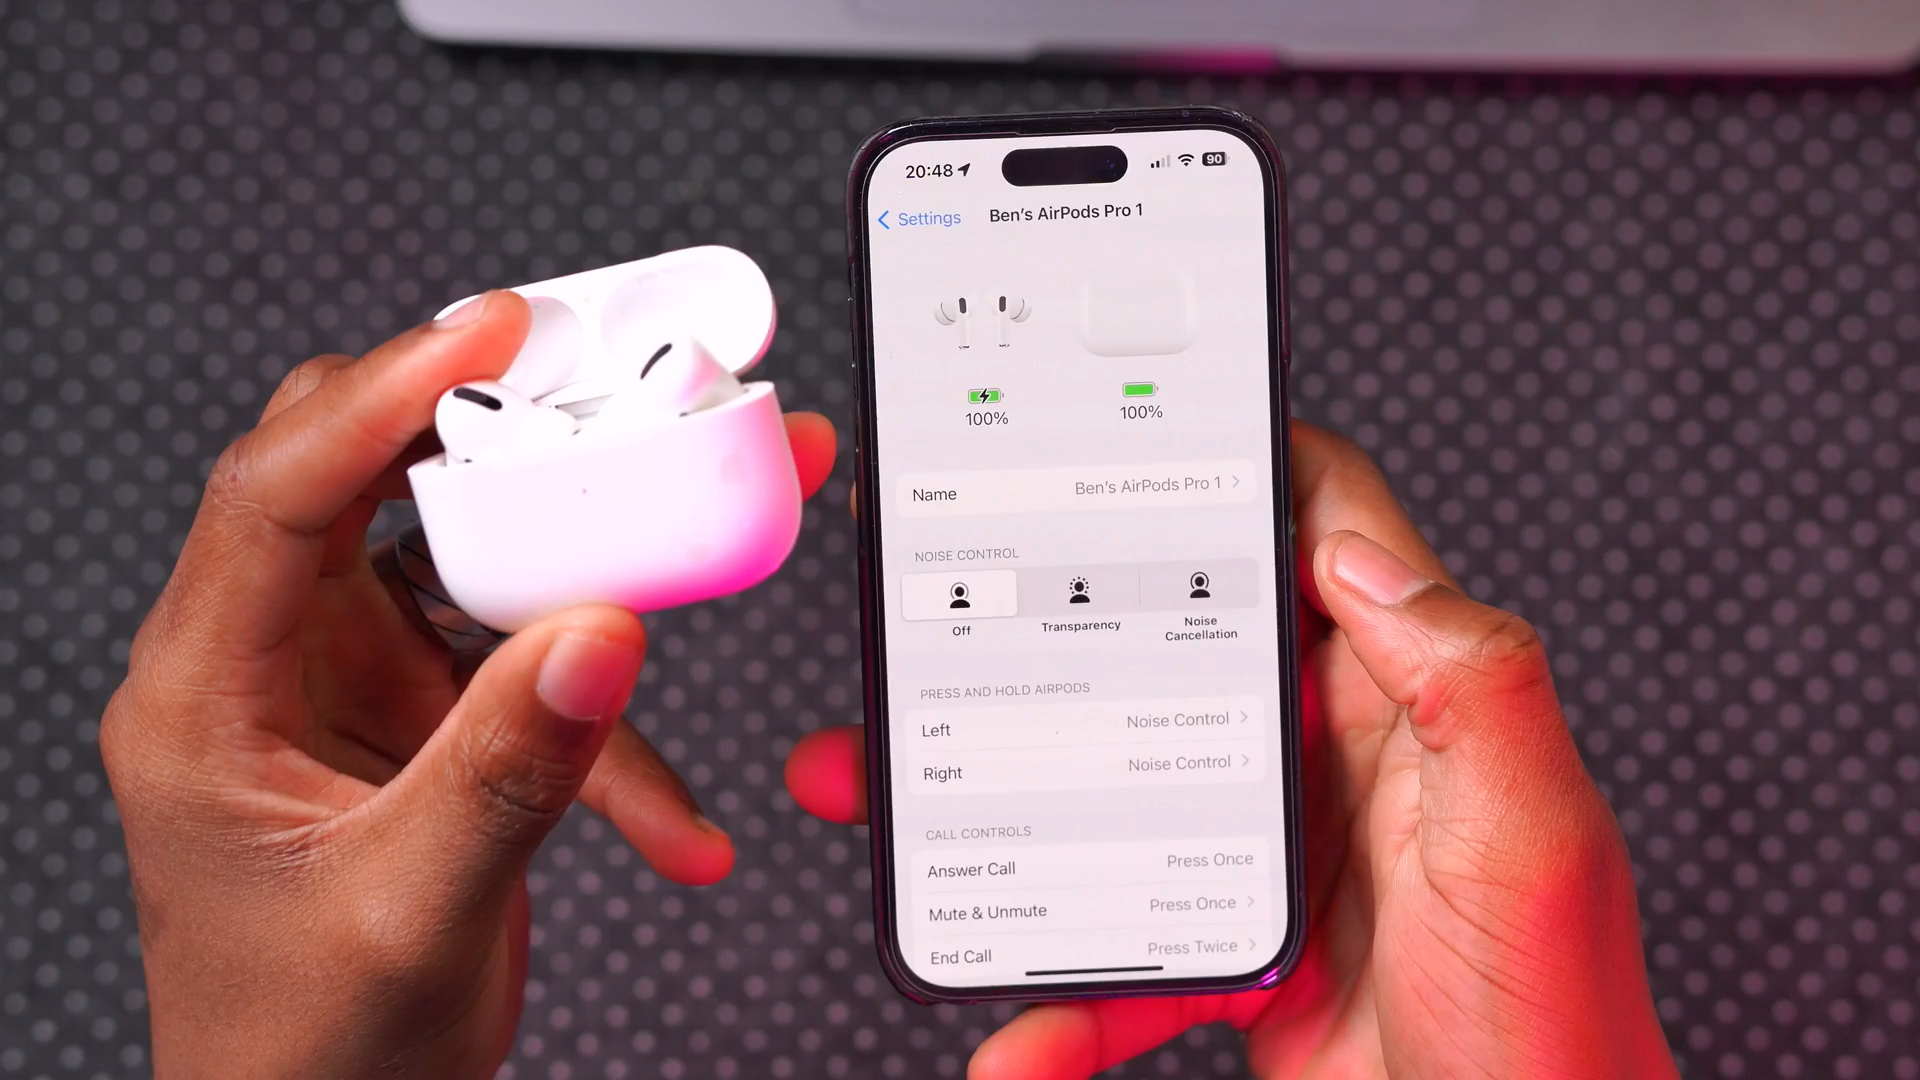 20:48
90
Settings
Ben's AirPods Pro 1
100%
100%
Name
Ben's AirPods Pro 1
NOISE CONTROL
Off
Transparency
Noise
Cancellation
PRESS AND HOLD AIRPODS
Left
Noise Control
Right
Noise Control
CALL CONTROLS
Answer Call
Press Once
Mute & Unmute
Press Once
End Call
Press Twice